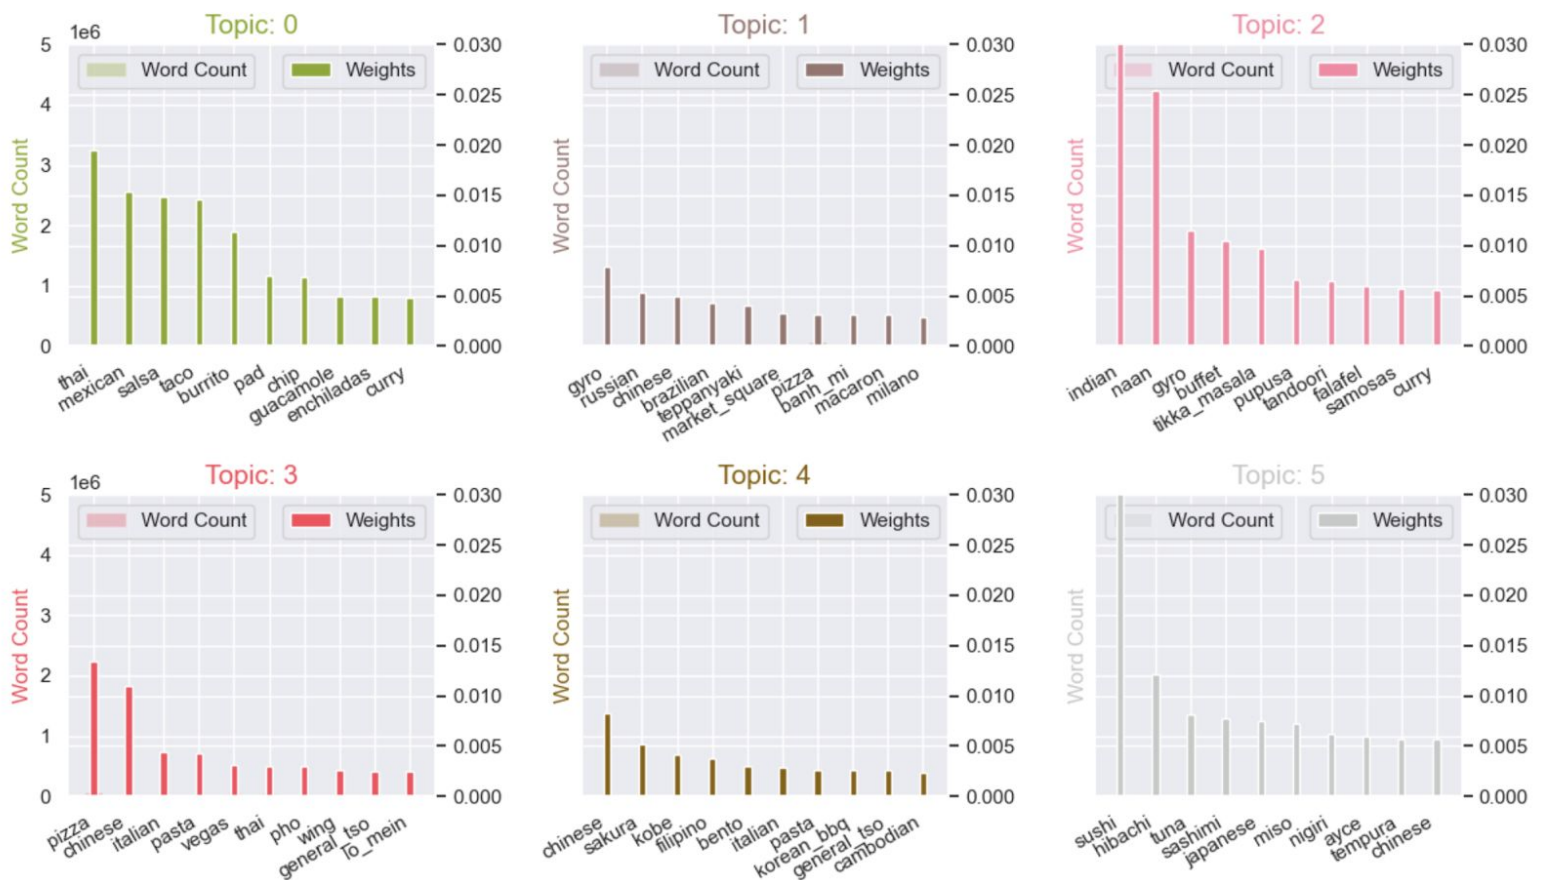 Topic: 0
1e6
Word Count
Weights
Word Count
5
4
3
2
1
0
0.030
0.025
0.020
0.015
0.010
0.005
0.000
thai
mexican
salsa
taco
burrito
pad
chip
guacamole
enchiladas
curry
Topic: 1
Word Count
Weights
Word Count
0.030
0.025
0.020
0.015
0.010
0.005
0.000
gyro
russian
chinese
brazilian
teppanyaki
market_square
pizza
banh_mi
macaron
milano
Topic: 2
Word Count
Weights
Word Count
0.030
0.025
0.020
0.015
0.010
0.005
0.000
indian
naan
gyro
buffet
tikka_masala
pupusa
tandoori
falafel
samosas
curry
Topic: 3
1e6
Word Count
Weights
Word Count
5
4
3
2
1
0
0.030
0.025
0.020
0.015
0.010
0.005
0.000
pizza
chinese
italian
pasta
vegas
thai
pho
wing
general_tso
lo_mein
Topic: 4
Word Count
Weights
Word Count
0.030
0.025
0.020
0.015
0.010
0.005
0.000
chinese
sakura
kobe
filipino
bento
italian
pasta
korean_bbq
general_tso
cambodian
Topic: 5
Word Count
Weights
Word Count
0.030
0.025
0.020
0.015
0.010
0.005
0.000
sushi
hibachi
tuna
sashimi
japanese
miso
nigiri
ayce
tempura
chinese